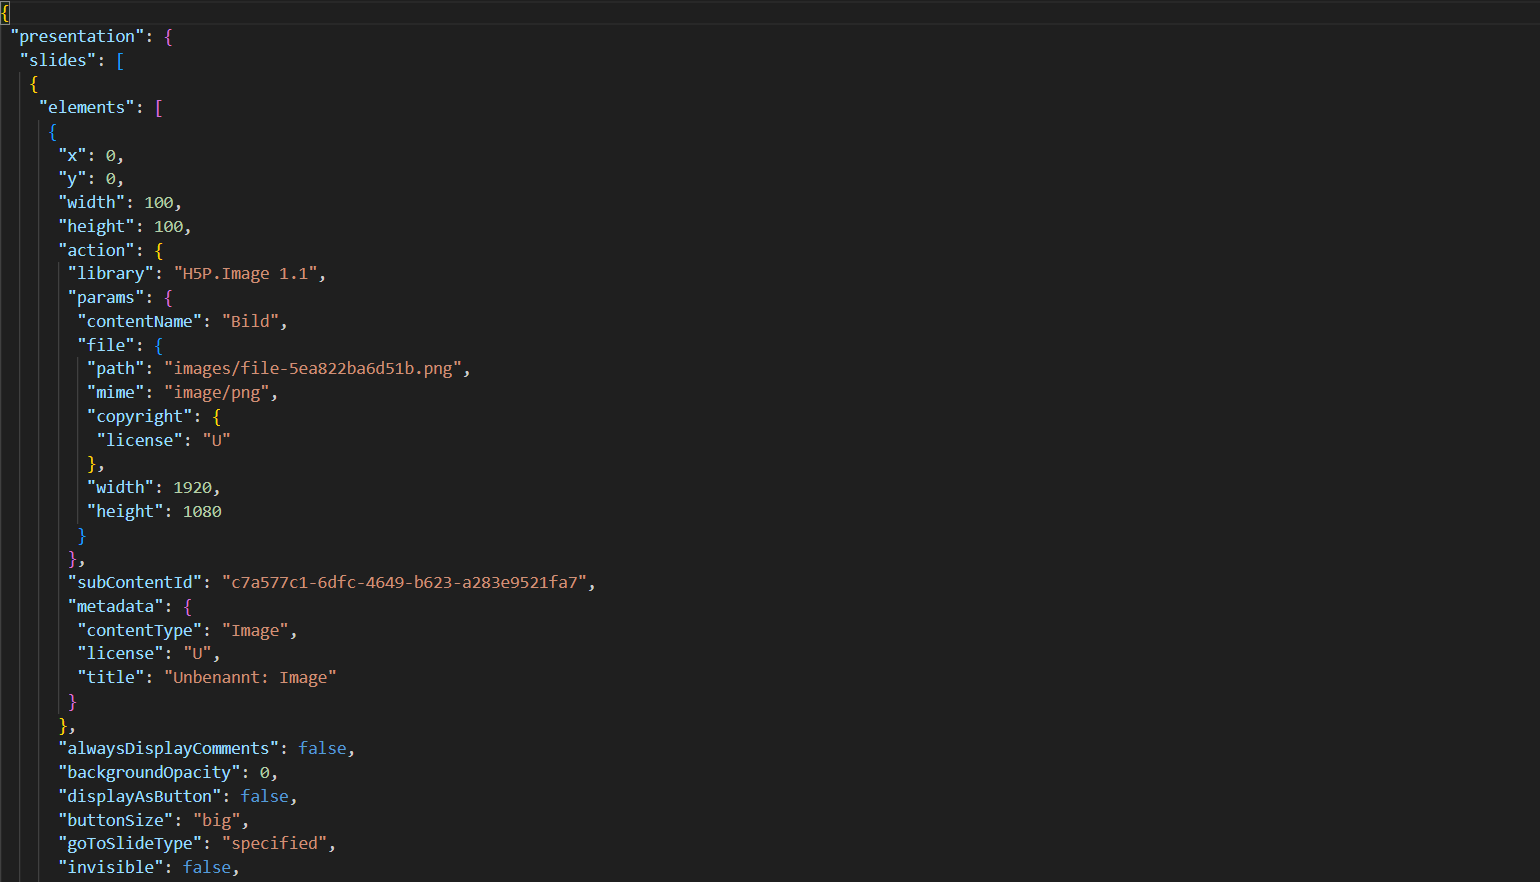 {
"presentation": {
"slides": [
{
"elements": [
{
"x": 0,
"y": 0,
"width": 100,
"height": 100,
"action": {
"library": "H5P.Image 1.1",
"params": {
"contentName": "Bild",
"file": {
"path": "images/file-5ea822ba6d51b.png",
"mime": "image/png",
"copyright": {
"license": "U"
},
"width": 1920,
"height": 1080
}
},
"subContentId": "c7a577c1-6dfc-4649-b623-a283e9521fa7",
"metadata": {
"contentType": "Image",
"license": "U",
"title": "Unbenannt: Image"
}
},
"alwaysDisplayComments": false,
"backgroundOpacity": 0,
"displayAsButton": false,
"buttonSize": "big",
"goToSlideType": "specified",
"invisible": false,